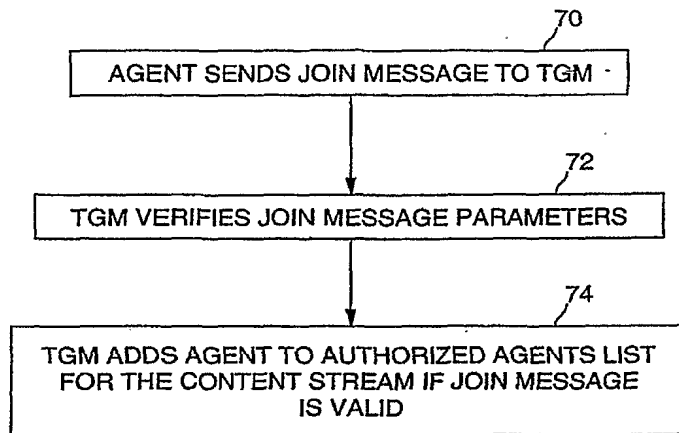 70
AGENT SENDS JOIN MESSAGE TO TGM
72
TGM VERIFIES JOIN MESSAGE PARAMETERS
74
TGM ADDS AGENT TO AUTHORIZED AGENTS LIST
FOR THE CONTENT STREAM IF JOIN MESSAGE
IS VALID